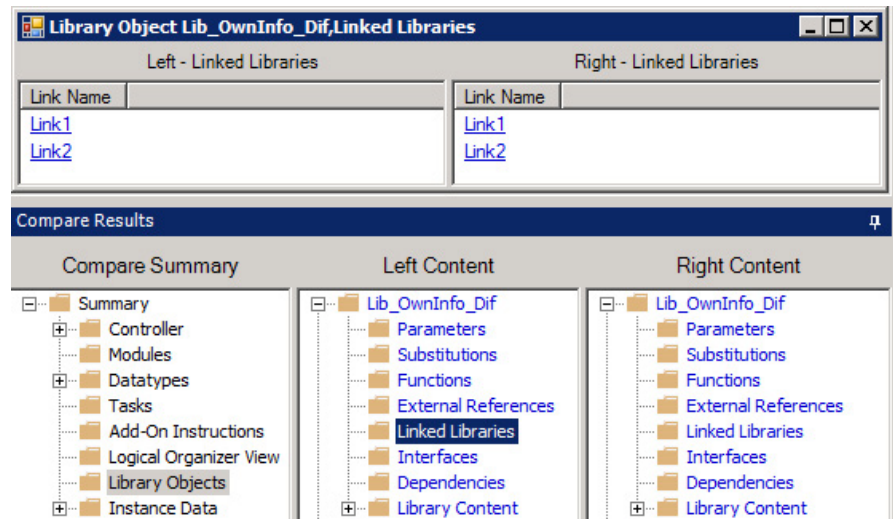 Library Object Lib_OwnInfo_Dif,Linked Libraries
Left - Linked Libraries
Right - Linked Libraries
Link Name
Link Name
Link1
Link1
Link2
Link2
Compare Results
Compare Summary
Left Content
Right Content
Summary
Controller
Modules
Datatypes
Tasks
Add-On Instructions
Logical Organizer View
Library Objects
Instance Data
Lib_OwnInfo_Dif
Parameters
Substitutions
Functions
External References
Linked Libraries
Interfaces
Dependencies
Library Content
Lib_OwnInfo_Dif
Parameters
Substitutions
Functions
External References
Linked Libraries
Interfaces
Dependencies
Library Content